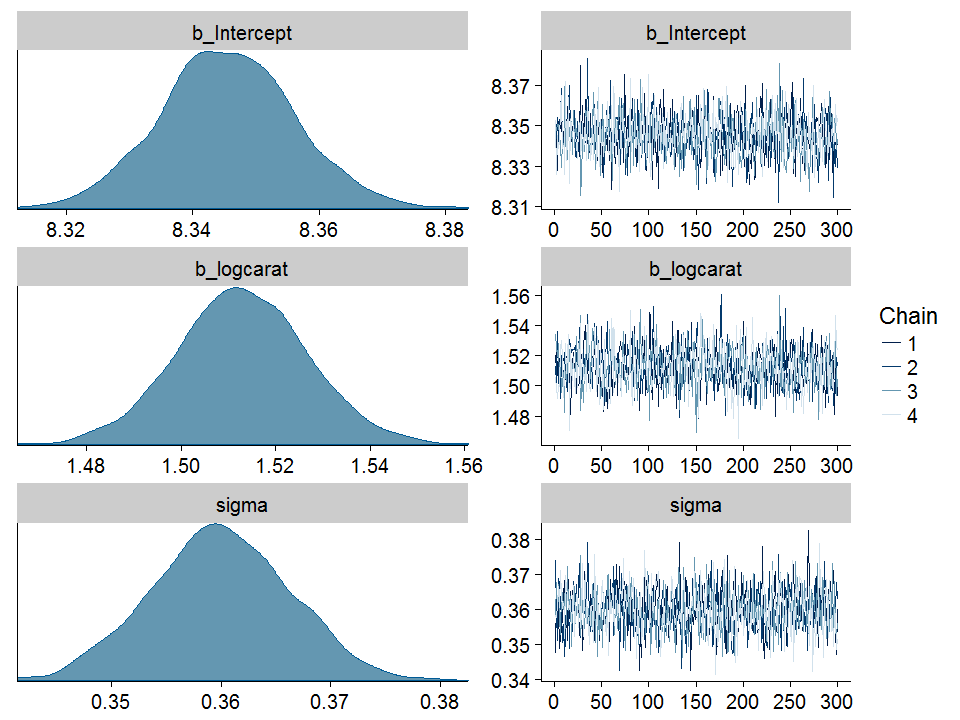 b_Intercept
8.32 8.34 8.36 8.38
b_Intercept
8.37
8.35
8.33
8.31
0 50 100 150 200 250 300
b_logcarat
1.48 1.50 1.52 1.54 1.56
b_logcarat
1.56
1.54
1.52
1.50
1.48
0 50 100 150 200 250 300
sigma
0.35 0.36 0.37 0.38
sigma
0.38
0.37
0.36
0.35
0.34
0 50 100 150 200 250 300
Chain
1
2
3
4